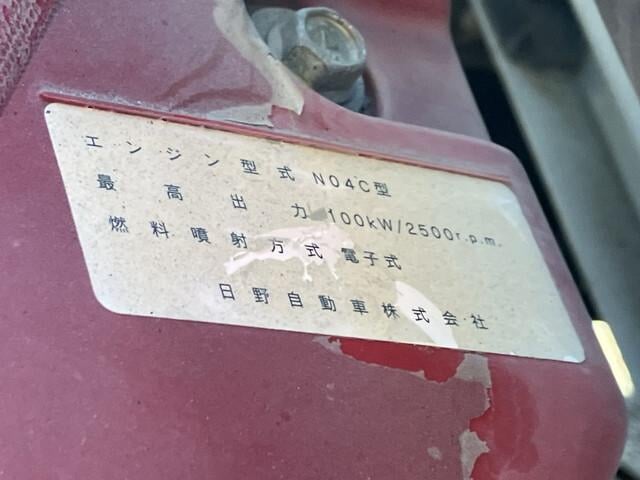 エンジン型式 N04C型
最高出力 100kW/2500r.p.m.
燃料噴射方式 電子式
日野自動車株式会社